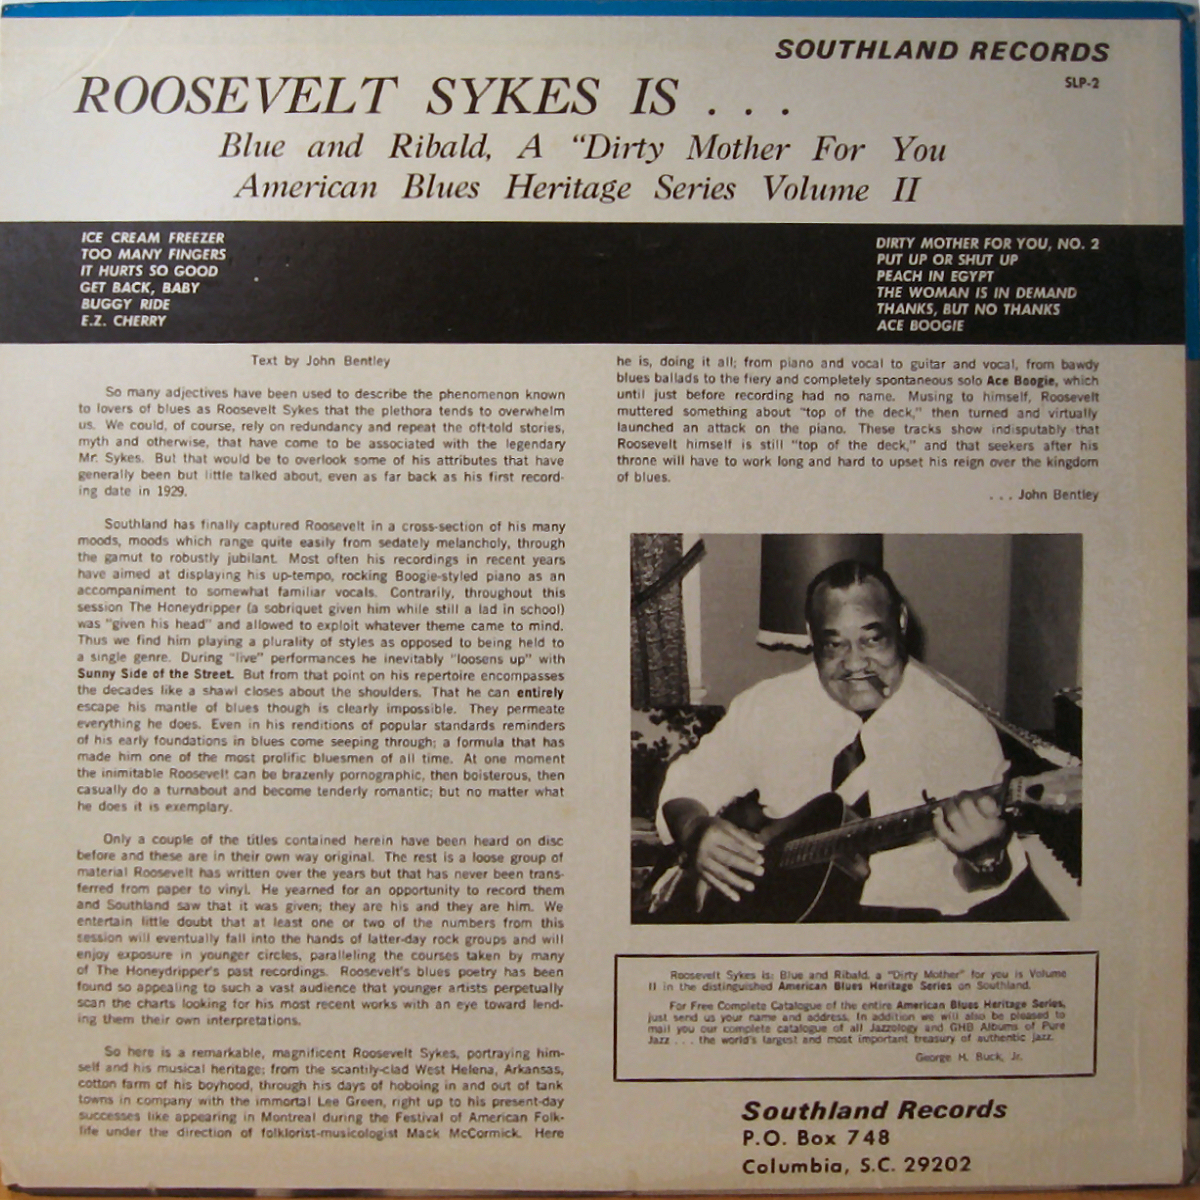 SOUTHLAND RECORDS
SLP-2
ROOSEVELT SYKES IS . . .
Blue and Ribald, A “Dirty Mother For You
American Blues Heritage Series Volume II
ICE CREAM FREEZER
TOO MANY FINGERS
IT HURTS SO GOOD
GET BACK, BABY
BUGGY RIDE
E.Z. CHERRY
DIRTY MOTHER FOR YOU, NO. 2
PUT UP OR SHUT UP
PEACH IN EGYPT
THE WOMAN IS IN DEMAND
THANKS, BUT NO THANKS
ACE BOOGIE
Text by John Bentley
So many adjectives have been used to describe the phenomenon known
to lovers of blues as Roosevelt Sykes that the plethora tends to overwhelm
us. We could, of course, rely on redundancy and repeat the oft-told stories,
myth and otherwise, that have come to be associated with the legendary
Mr. Sykes. But that would be to overlook some of his attributes that have
generally been but little talked about, even as far back as his first record-
ing date in 1929.
Southland has finally captured Roosevelt in a cross-section of his many
moods, moods which range quite easily from sedately melancholy, through
the gamut to robustly jubilant. Most often his recordings in recent years
have aimed at displaying his up-tempo, rocking Boogie-styled piano as an
accompaniment to somewhat familiar vocals. Contrarily, throughout this
session The Honeydripper (a sobriquet given him while still a lad in school)
was "given his head" and allowed to exploit whatever theme came to mind.
Thus we find him playing a plurality of styles as opposed to being held to
a single genre. During "live" performances he inevitably "loosens up" with
Sunny Side of the Street. But from that point on his repertoire encompasses
the decades like a shawl closes about the shoulders. That he can entirely
escape his mantle of blues though is clearly impossible. They permeate
everything he does. Even in his renditions of popular standards reminders
of his early foundations in blues come seeping through; a formula that has
made him one of the most prolific bluesmen of all time. At one moment
the inimitable Roosevelt can be brazenly pornographic, then boisterous, then
casually do a turnabout and become tenderly romantic; but no matter what
he does it is exemplary.
Only a couple of the titles contained herein have been heard on disc
before and these are in their own way original. The rest is a loose group of
material Roosevelt has written over the years but that has never been trans-
ferred from paper to vinyl. He yearned for an opportunity to record them
and Southland saw that it was given; they are his and they are him. We
entertain little doubt that at least one or two of the numbers from this
session will eventually fall into the hands of latter-day rock groups and will
enjoy exposure in younger circles, paralleling the courses taken by many
of The Honeydripper's past recordings. Roosevelt's blues poetry has been
found so appealing to such a vast audience that younger artists perpetually
scan the charts looking for his most recent works with an eye toward lend-
ing them their own interpretations.
So here is a remarkable, magnificent Roosevelt Sykes, portraying him-
self and his musical heritage; from the scantily-clad West Helena, Arkansas,
cotton farm of his boyhood, through his days of hoboing in and out of tank
towns in company with the immortal Lee Green, right up to his present-day
successes like appearing in Montreal during the Festival of American Folk-
life under the direction of folklorist-musicologist Mack McCormick. Here
he is, doing it all; from piano and vocal to guitar and vocal, from bawdy
blues ballads to the fiery and completely spontaneous solo Ace Boogie, which
until just before recording had no name. Musing to himself, Roosevelt
muttered something about "top of the deck," then turned and virtually
launched an attack on the piano. These tracks show indisputably that
Roosevelt himself is still "top of the deck," and that seekers after his
throne will have to work long and hard to upset his reign over the kingdom
of blues.
. . . John Bentley
Roosevelt Sykes is: Blue and Ribald, a "Dirty Mother" for you is Volume
II in the distinguished American Blues Heritage Series on Southland.
For Free Complete Catalogue of the entire American Blues Heritage Series,
just send us your name and address. In addition we will also be pleased to
mail you our complete catalogue of all Jazzology and GHB Albums of Pure
Jazz . . . the world's largest and most important treasury of authentic jazz.
George H. Buck, Jr.
Southland Records
P.O. Box 748
Columbia, S.C. 29202